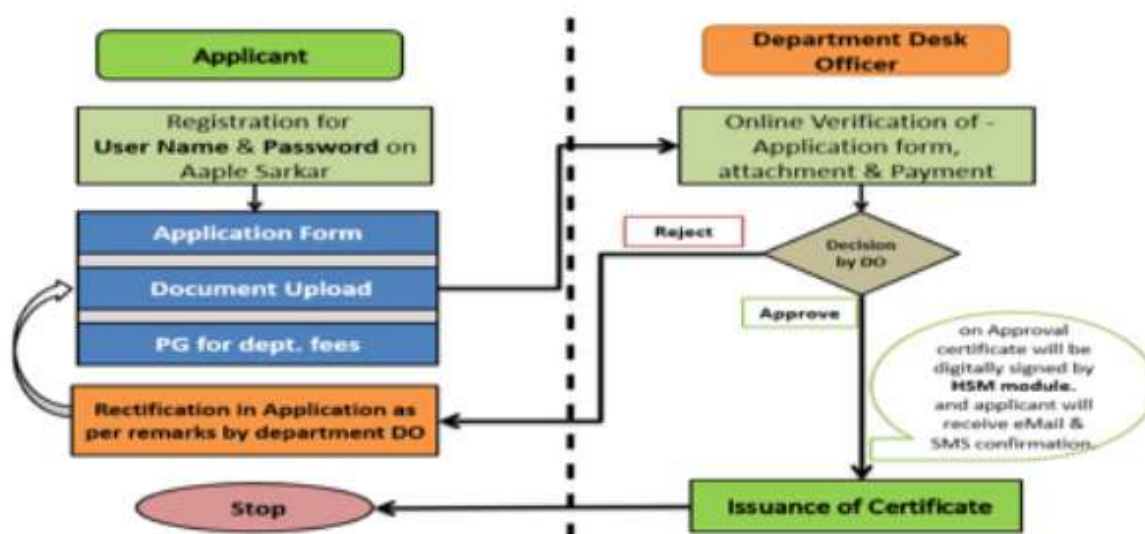 Applicant
Department Desk
Officer
Registration for
User Name & Password on
Aaple Sarkar
Online Verification of -
Application form,
attachment & Payment
Application Form
Document Upload
PG for dept. fees
Reject
Decision
by DO
Approve
on Approval
certificate will be
digitally signed by
HSM module.
and applicant will
receive eMail &
SMS confirmation.
Rectification in Application as
per remarks by department DO
Stop
Issuance of Certificate